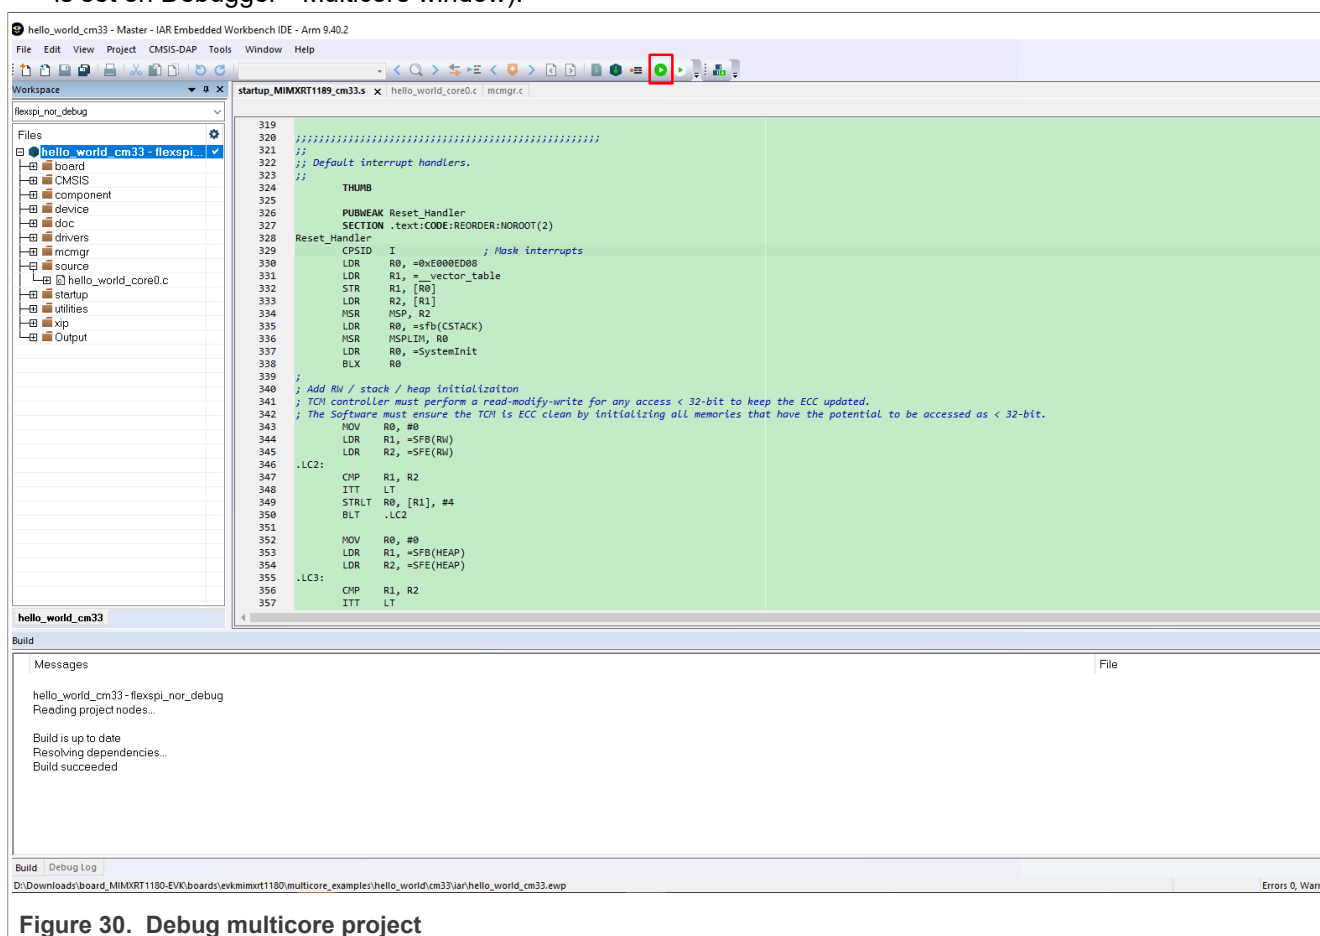 is set on Debugger - Multicore window).
hello_world_cm33 - Master - IAR Embedded Workbench IDE - Arm 9.40.2
File Edit View Project CMSIS-DAP Tools Window Help
Workspace
startup_MIMXRT1189_cm33.s x hello_world_core0.c mcmgr.c
flexspi_nor_debug
Files
hello_world_cm33 - flexspi...
board
CMSIS
component
device
doc
drivers
mcmgr
source
hello_world_core0.c
startup
utilities
xip
Output
hello_world_cm33
319
320 ;;;;;;;;;;;;;;;;;;;;;;;;;;;;;;;;;;;;;;;;;;;;;;;;;;;;
321 ;;
322 ;; Default interrupt handlers.
323 ;;
324 THUMB
325
326 PUBWEAK Reset_Handler
327 SECTION .text:CODE:REORDER:NOROOT(2)
328 Reset_Handler
329 CPSID I ; Mask interrupts
330 LDR R0, =0xE000ED08
331 LDR R1, =__vector_table
332 STR R1, [R0]
333 LDR R2, [R1]
334 MSR MSP, R2
335 LDR R0, =sfb(CSTACK)
336 MSR MSPLIM, R0
337 LDR R0, =SystemInit
338 BLX R0
339 ;
340 ; Add RW / stack / heap initializaiton
341 ; TCM controller must perform a read-modify-write for any access < 32-bit to keep the ECC updated.
342 ; The Software must ensure the TCM is ECC clean by initializing all memories that have the potential to be accessed as < 32-bit.
343 MOV R0, #0
344 LDR R1, =SFB(RW)
345 LDR R2, =SFE(RW)
346 .LC2:
347 CMP R1, R2
348 ITT LT
349 STRLT R0, [R1], #4
350 BLT .LC2
351
352 MOV R0, #0
353 LDR R1, =SFB(HEAP)
354 LDR R2, =SFE(HEAP)
355 .LC3:
356 CMP R1, R2
357 ITT LT
Build
Messages File
hello_world_cm33 - flexspi_nor_debug
Reading project nodes...
Build is up to date
Resolving dependencies...
Build succeeded
Build Debug Log
D:\Downloads\board_MIMXRT1180-EVK\boards\evkmimxrt1180\multicore_examples\hello_world\cm33\iar\hello_world_cm33.ewp Errors 0, Warr
Figure 30. Debug multicore project